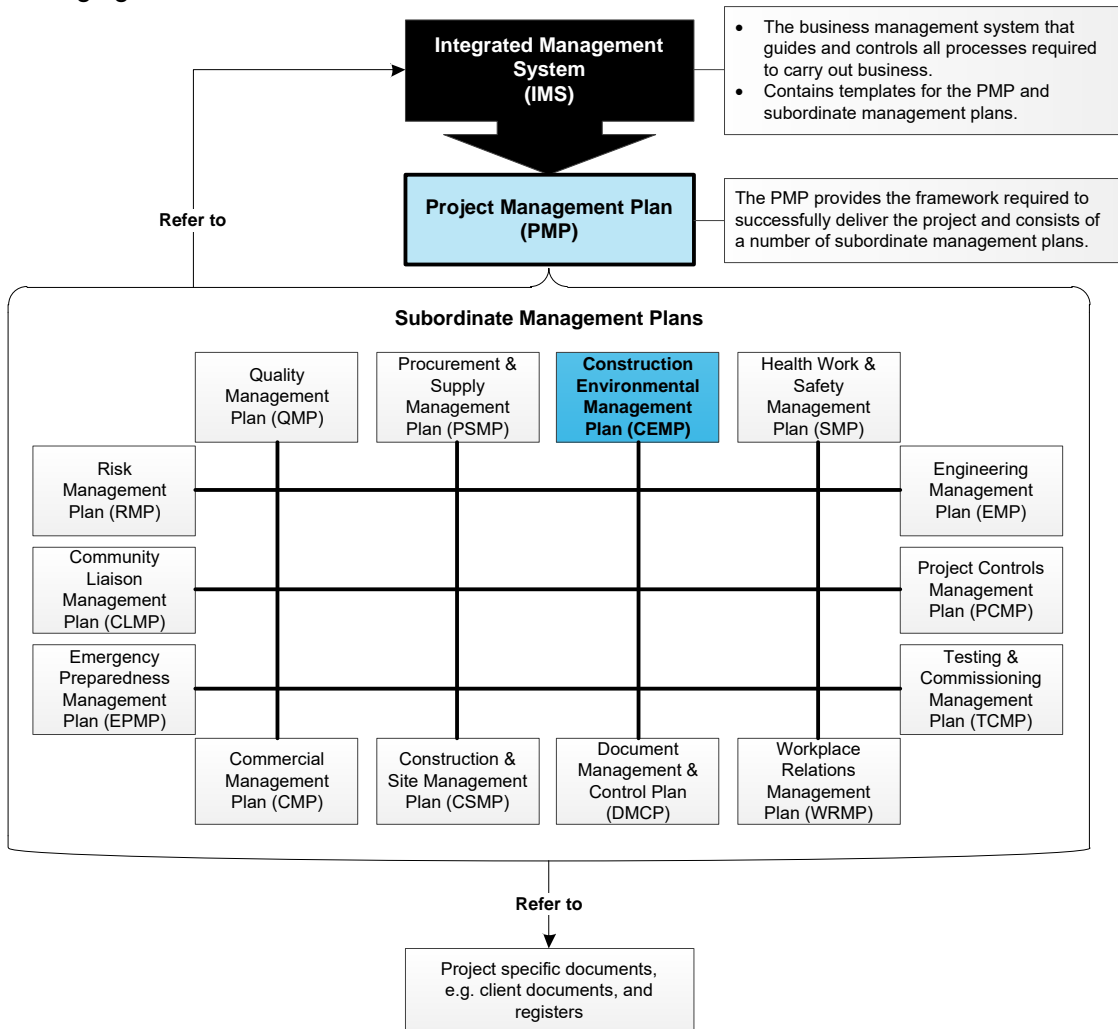 Integrated Management
System
(IMS)
• The business management system that
guides and controls all processes required
to carry out business.
• Contains templates for the PMP and
subordinate management plans.
Project Management Plan
(PMP)
The PMP provides the framework required to
successfully deliver the project and consists of
a number of subordinate management plans.
Refer to
Subordinate Management Plans
Quality
Management
Plan (QMP)
Procurement &
Supply
Management
Plan (PSMP)
Construction
Environmental
Management
Plan (CEMP)
Health Work &
Safety
Management
Plan (SMP)
Risk
Management
Plan (RMP)
Engineering
Management
Plan (EMP)
Community
Liaison
Management
Plan (CLMP)
Project Controls
Management
Plan (PCMP)
Emergency
Preparedness
Management
Plan (EPMP)
Testing &
Commissioning
Management
Plan (TCMP)
Commercial
Management
Plan (CMP)
Construction &
Site Management
Plan (CSMP)
Document
Management &
Control Plan
(DMCP)
Workplace
Relations
Management
Plan (WRMP)
Refer to
Project specific documents,
e.g. client documents, and
registers